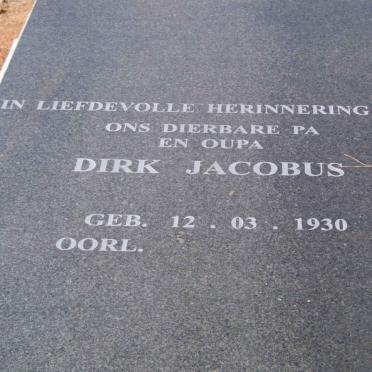 IN LIEFDEVOLLE HERINNERING
ONS DIERBARE PA
EN OUPA
DIRK JACOBUS
GEB. 12 . 03 . 1930
OORL.